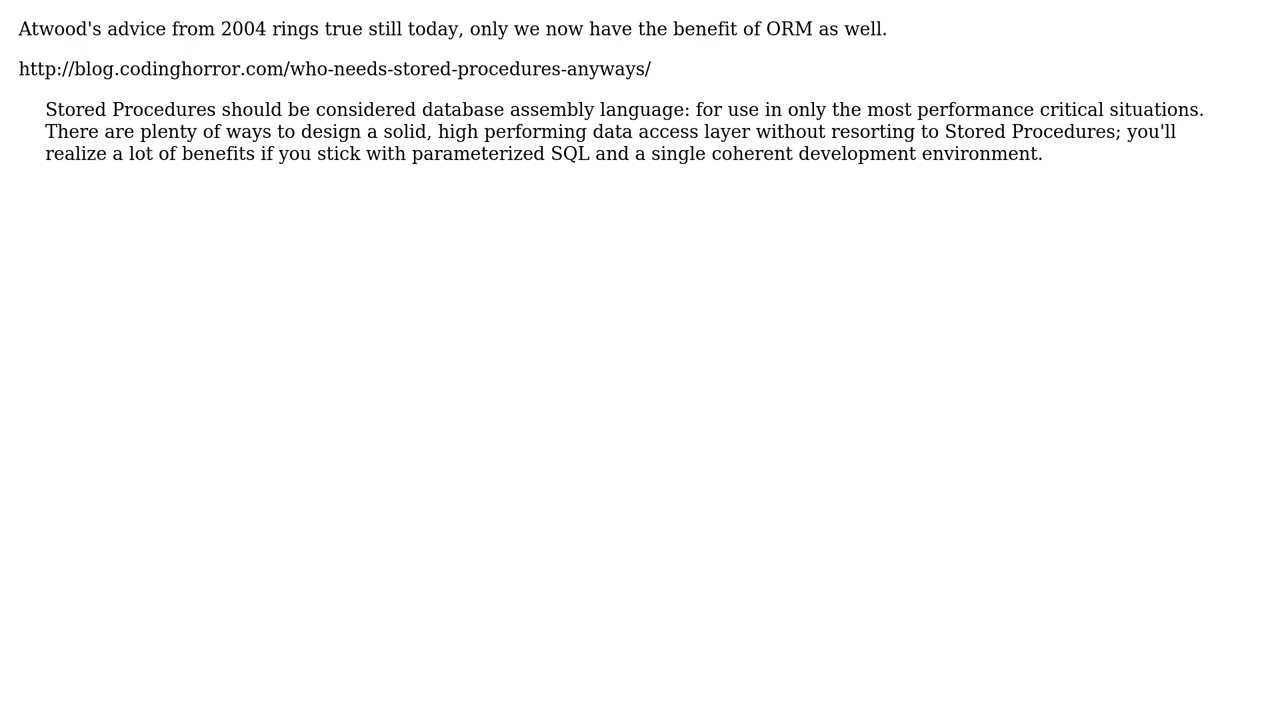 Atwood's advice from 2004 rings true still today, only we now have the benefit of ORM as well.
http://blog.codinghorror.com/who-needs-stored-procedures-anyways/
Stored Procedures should be considered database assembly language: for use in only the most performance critical situations.
There are plenty of ways to design a solid, high performing data access layer without resorting to Stored Procedures; you'll
realize a lot of benefits if you stick with parameterized SQL and a single coherent development environment.